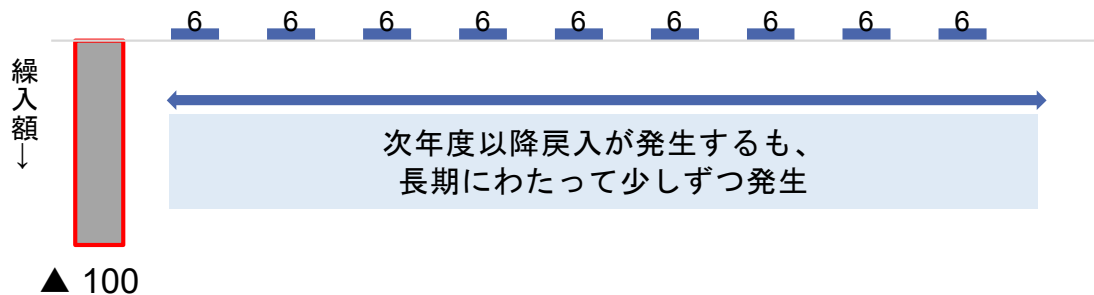 6 6 6 6 6 6 6 6 6
繰入額→
次年度以降戻入が発生するも、
長期にわたって少しずつ発生
▲ 100